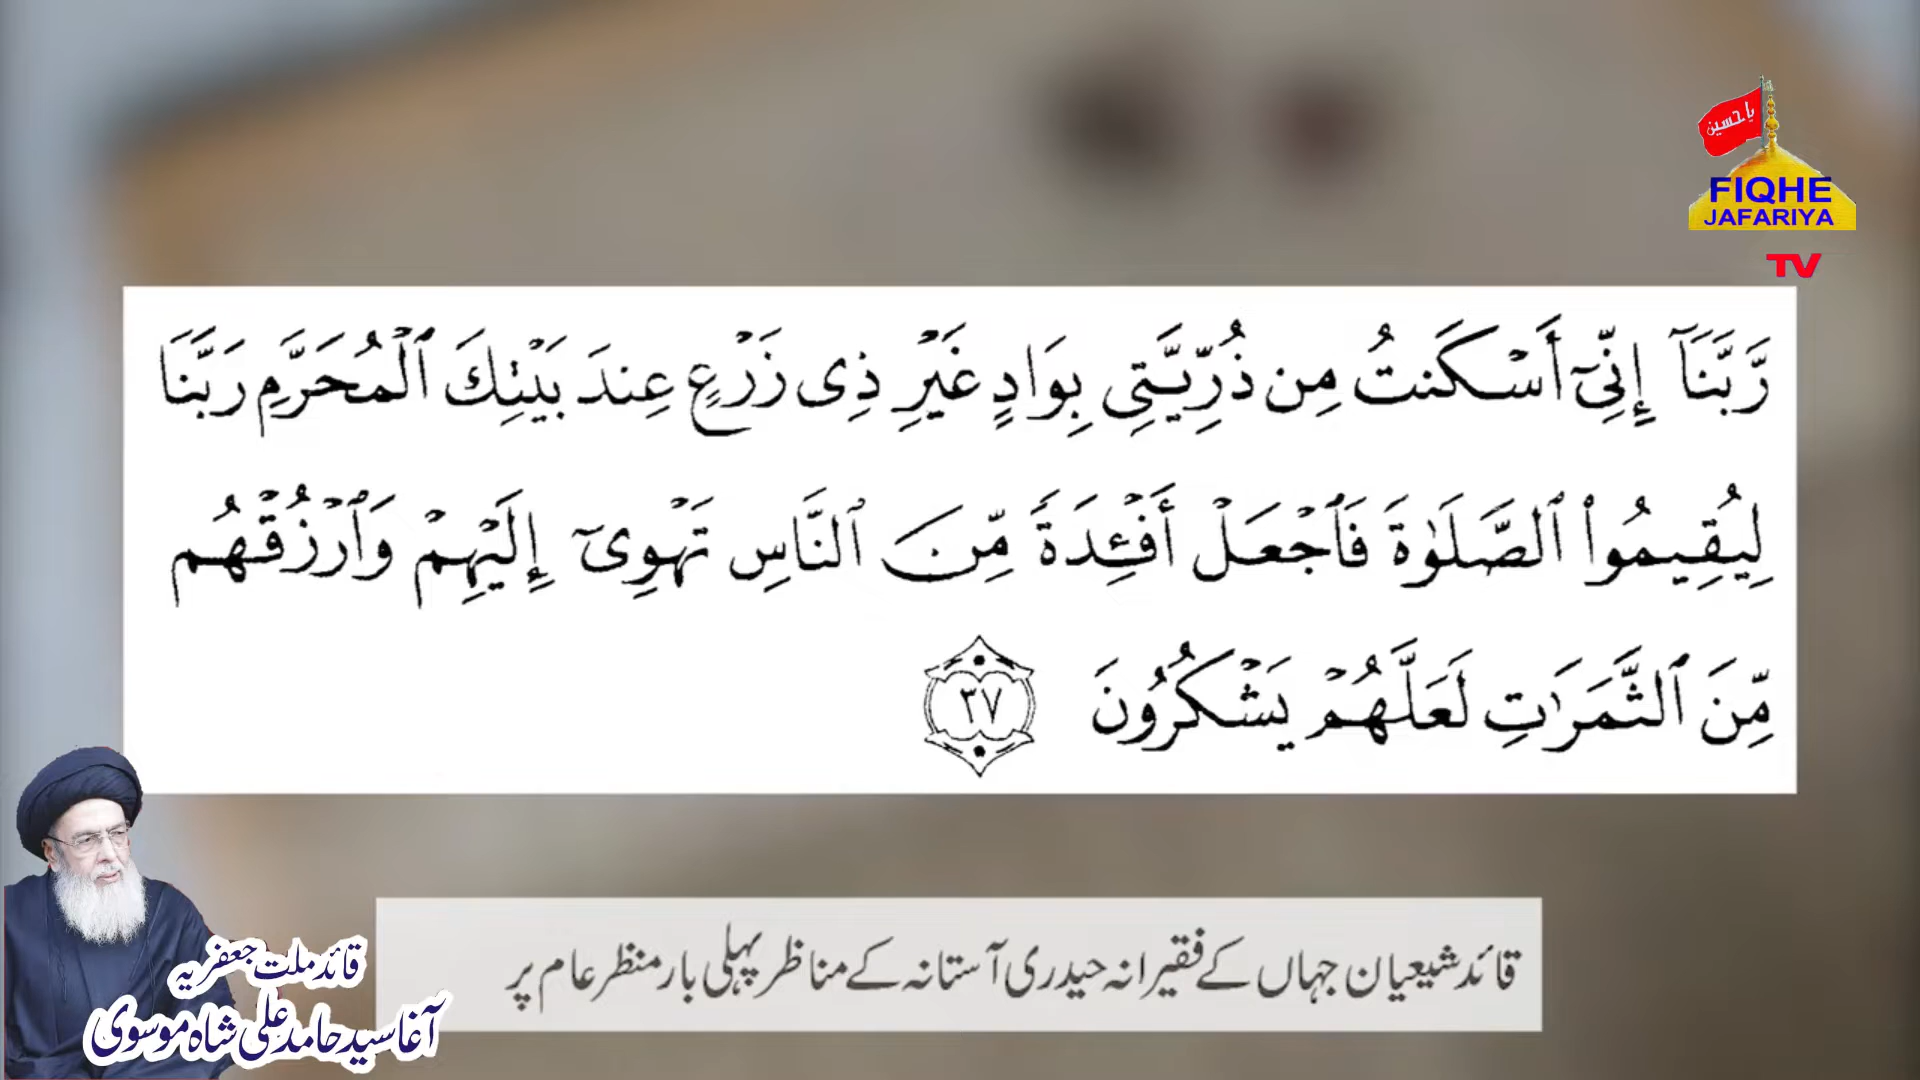 یا حسین
FIQHE
JAFARIYA
TV
رَّبَّنَآ إِنِّىٓ أَسْكَنتُ مِن ذُرِّيَّتِى بِوَادٍ غَيْرِ ذِى زَرْعٍ عِندَ بَيْتِكَ ٱلْمُحَرَّمِ رَبَّنَا
لِيُقِيمُوا۟ ٱلصَّلَوٰةَ فَٱجْعَلْ أَفْـِٔدَةً مِّنَ ٱلنَّاسِ تَهْوِىٓ إِلَيْهِمْ وَٱرْزُقْهُم
مِّنَ ٱلثَّمَرَٰتِ لَعَلَّهُمْ يَشْكُرُونَ ٣٧
قائد شیعیان جہاں کے فقیرانہ حیدری آستانہ کے مناظر پہلی بار منظر عام پر
قائد ملت جعفریہ
آغا سید حامد علی شاہ موسوی